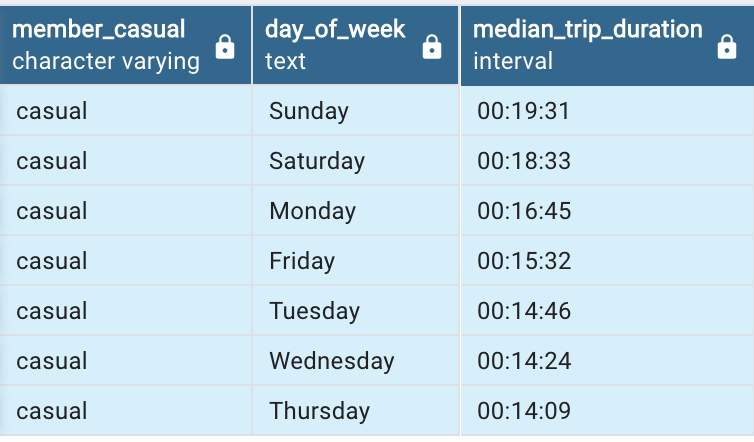 member_casual day_of_week median_trip_duration
character varying text interval
casual Sunday 00:19:31
casual Saturday 00:18:33
casual Monday 00:16:45
casual Friday 00:15:32
casual Tuesday 00:14:46
casual Wednesday 00:14:24
casual Thursday 00:14:09